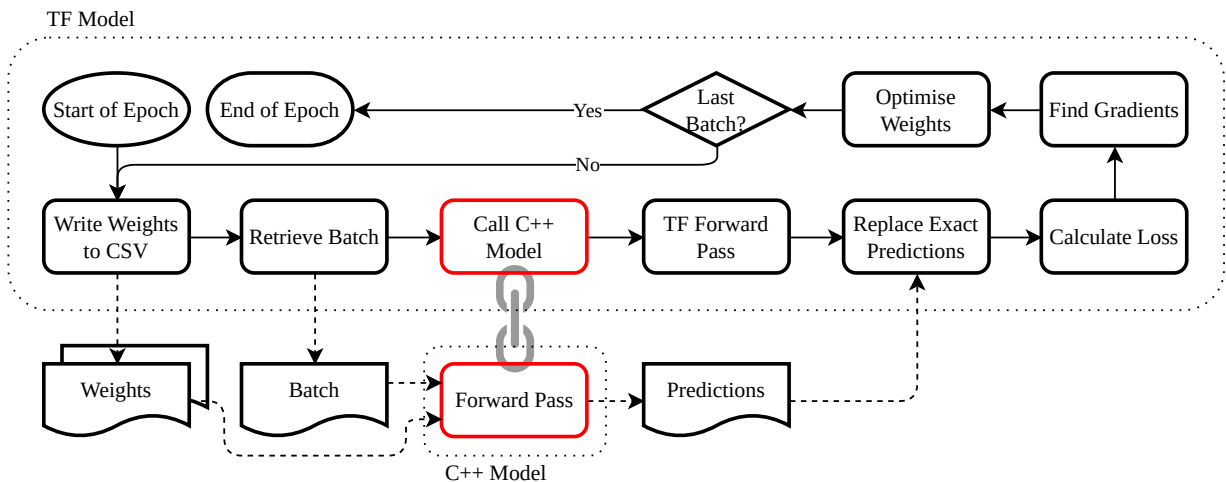 TF Model
Start of Epoch
End of Epoch
Yes
Last
Batch?
Optimise
Weights
Find Gradients
No
Write Weights
to CSV
Retrieve Batch
Call C++
Model
TF Forward
Pass
Replace Exact
Predictions
Calculate Loss
Weights
Batch
Forward Pass
Predictions
C++ Model